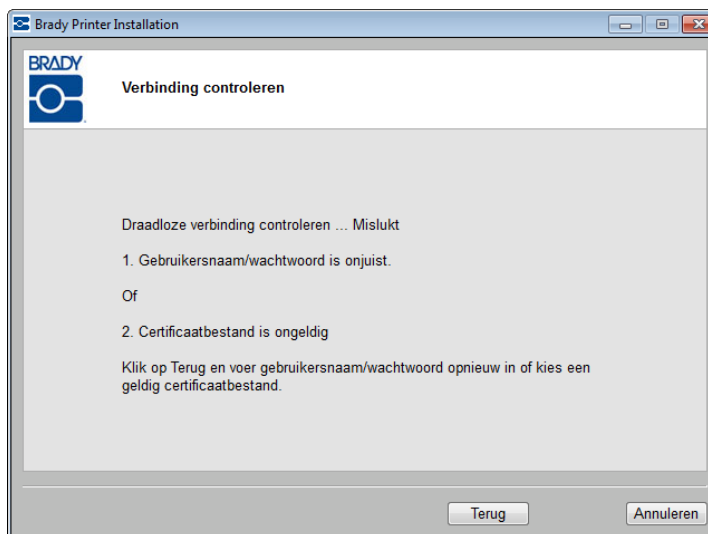 Brady Printer Installation
BRADY
Verbinding controleren
Draadloze verbinding controleren ... Mislukt
1. Gebruikersnaam/wachtwoord is onjuist.
Of
2. Certificaatbestand is ongeldig
Klik op Terug en voer gebruikersnaam/wachtwoord opnieuw in of kies een
geldig certificaatbestand.
Terug
Annuleren